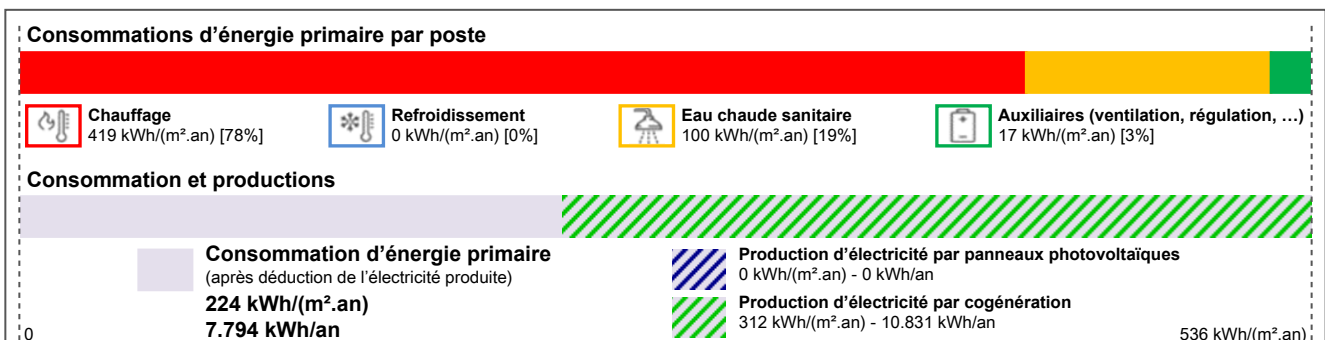 Consommations d'énergie primaire par poste
Chauffage
419 kWh/(m².an) [78%]
Refroidissement
0 kWh/(m².an) [0%]
Eau chaude sanitaire
100 kWh/(m².an) [19%]
Auxiliaires (ventilation, régulation, …)
17 kWh/(m².an) [3%]
Consommation et productions
Consommation d'énergie primaire
(après déduction de l'électricité produite)
224 kWh/(m².an)
7.794 kWh/an
Production d'électricité par panneaux photovoltaïques
0 kWh/(m².an) - 0 kWh/an
Production d'électricité par cogénération
312 kWh/(m².an) - 10.831 kWh/an
0
536 kWh/(m².an)